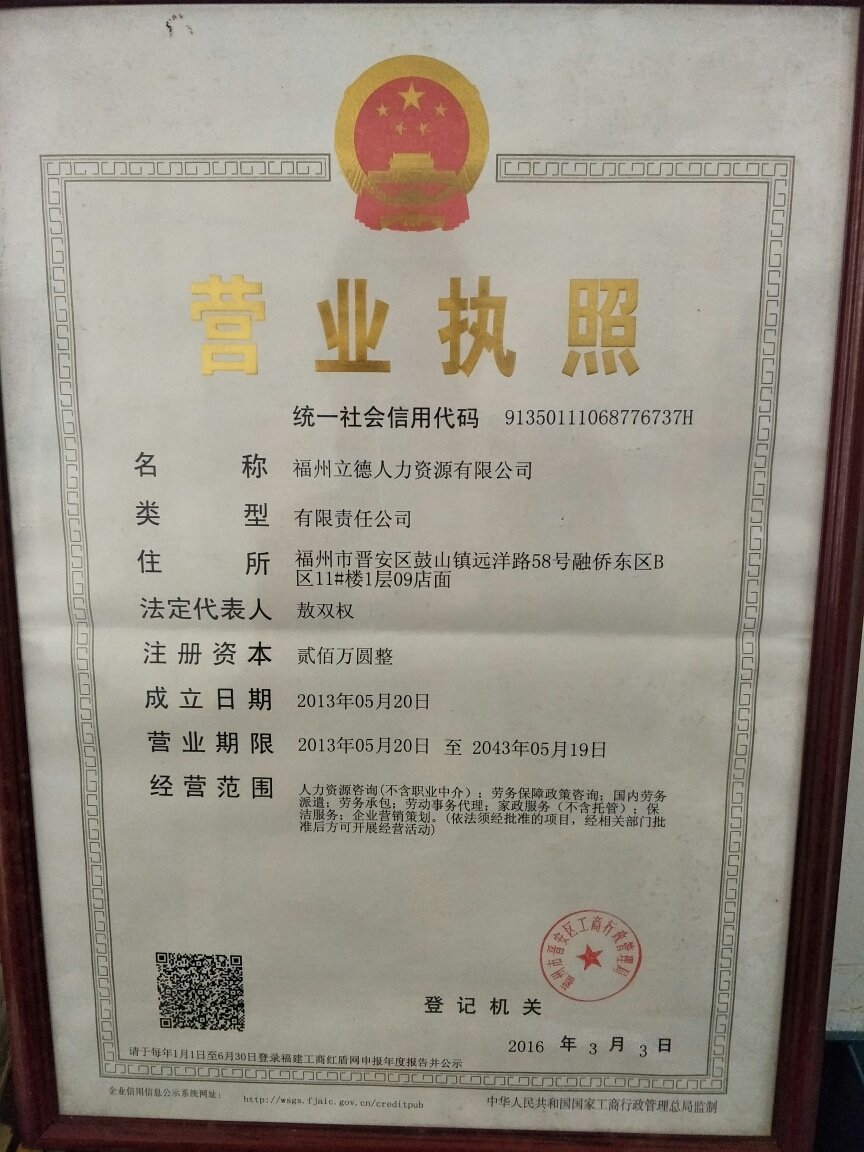 营业执照
统一社会信用代码 91350111068776737H
名称 福州立德人力资源有限公司
类型 有限责任公司
住所 福州市晋安区鼓山镇远洋路58号融侨东区B
区11#楼1层09店面
法定代表人 敖双权
注册资本 贰佰万圆整
成立日期 2013年05月20日
营业期限 2013年05月20日 至 2043年05月19日
经营范围 人力资源咨询(不含职业中介）；劳务保障政策咨询；国内劳务
派遣；劳务承包；劳动事务代理；家政服务（不含托管）；保
洁服务；企业营销策划。(依法须经批准的项目，经相关部门批
准后方可开展经营活动)
福州市晋安区工商行政管理局
登记机关
2016 年 3 月 3 日
请于每年1月1日至6月30日登录福建工商红盾网申报年度报告并公示
企业信用信息公示系统网址： http://wsgs.fjaic.gov.cn/creditpub 中华人民共和国国家工商行政管理总局监制